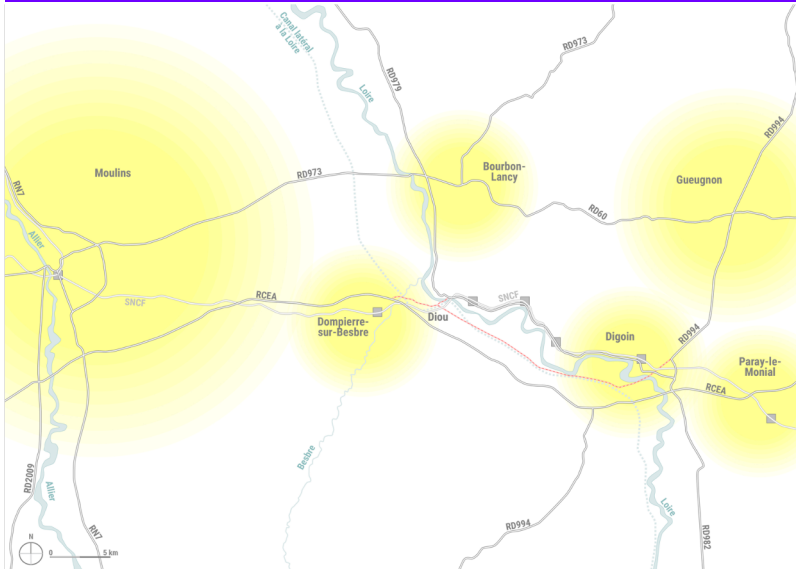 Canal latéral
à la Loire
RD973
RD979
Loire
RD994
Moulins
Bourbon-
Lancy
Gueugnon
RN7
RD973
RD60
Allier
SNCF
RCEA
SNCF
Dompierre-
sur-Besbre
Diou
Digoin
RD994
Paray-le-
Monial
RCEA
Besbre
RD2009
Allier
Loire
RD994
RN7
RD982
N
0 5 km